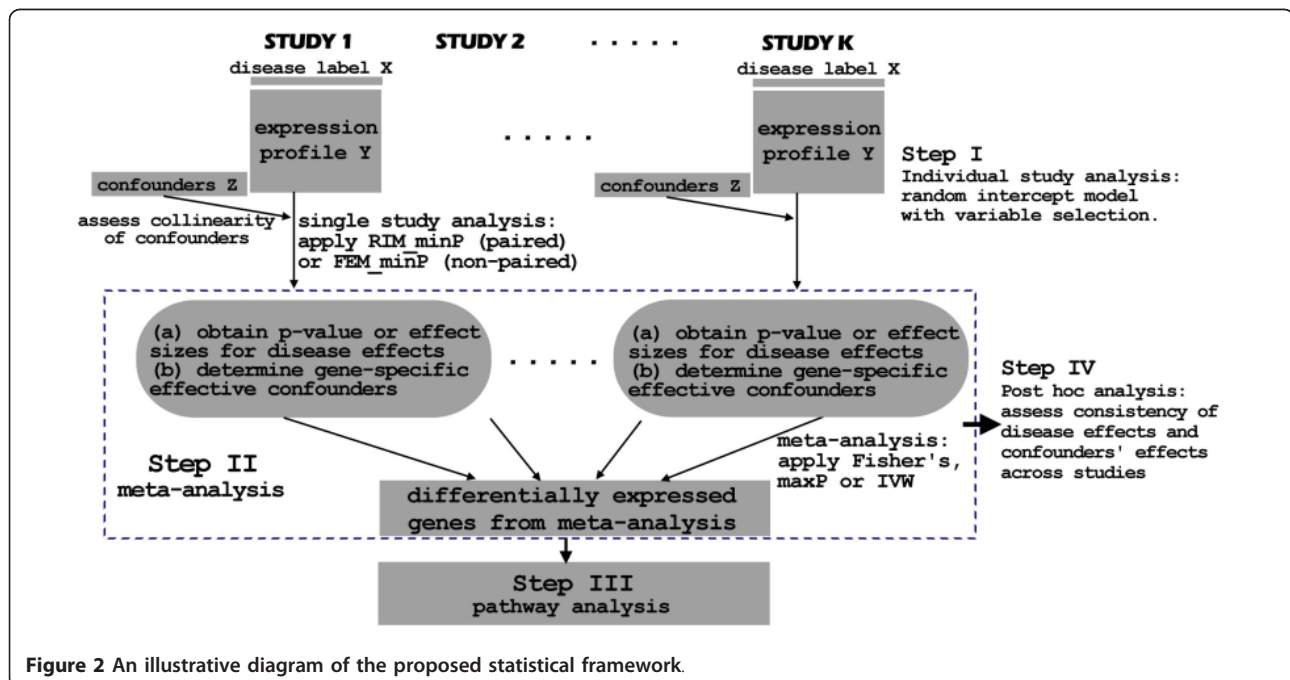 STUDY 1 STUDY 2 . . . . . STUDY K
disease label X
disease label X
expression
profile Y
. . . . .
expression
profile Y
confounders Z
confounders Z
Step I
Individual study analysis:
random intercept model
with variable selection.
assess collinearity
of confounders
single study analysis:
apply RIM_minP (paired)
or FEM_minP (non-paired)
(a) obtain p-value or effect
sizes for disease effects
(b) determine gene-specific
effective confounders
. . . . .
(a) obtain p-value or effect
sizes for disease effects
(b) determine gene-specific
effective confounders
Step IV
Post hoc analysis:
assess consistency of
disease effects and
confounders' effects
across studies
Step II
meta-analysis
meta-analysis:
apply Fisher's,
maxP or IVW
differentially expressed
genes from meta-analysis
Step III
pathway analysis
Figure 2 An illustrative diagram of the proposed statistical framework.